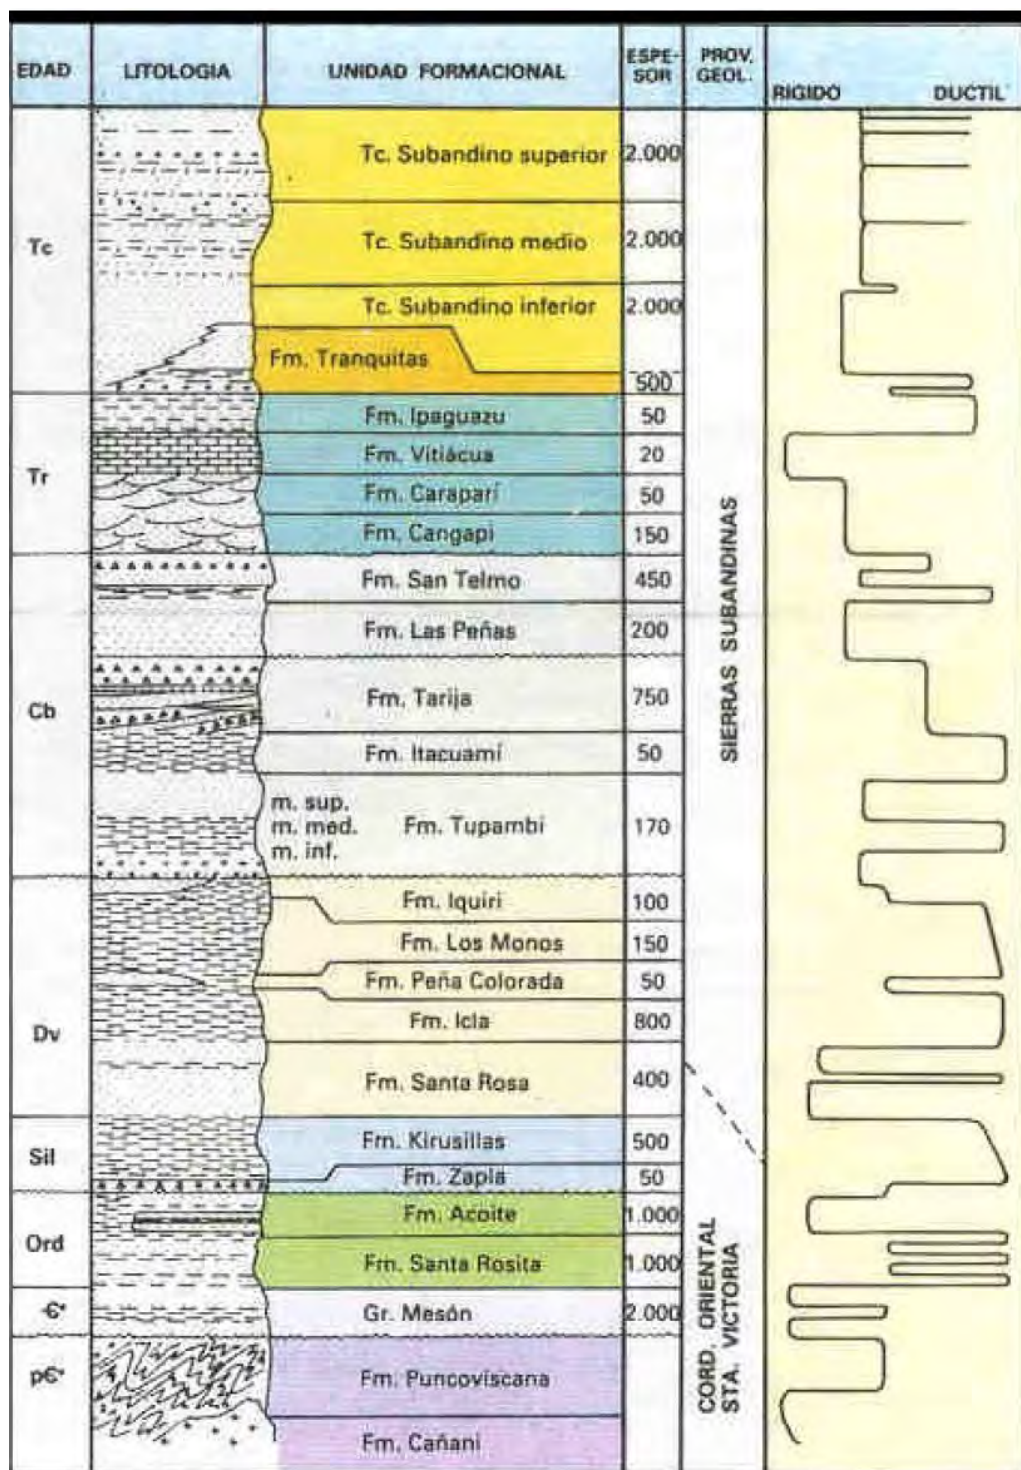 EDAD
LITOLOGIA
UNIDAD FORMACIONAL
ESPE-
SOR
PROV.
GEOL.
RIGIDO
DUCTIL
Tc
Tc. Subandino superior 2.000
Tc. Subandino medio 2.000
Tc. Subandino inferior 2.000
Fm. Tranquitas
500
Tr
Fm. Ipaguazu 50
Fm. Vitiácua 20
Fm. Caraparí 50
Fm. Cangapi 150
Cb
Fm. San Telmo 450
Fm. Las Peñas 200
Fm. Tarija 750
Fm. Itacuamí 50
m. sup.
m. med. Fm. Tupambi 170
m. inf.
Dv
Fm. Iquiri 100
Fm. Los Monos 150
Fm. Peña Colorada 50
Fm. Icla 800
Fm. Santa Rosa 400
Sil
Fm. Kirusillas 500
Fm. Zapla 50
Ord
Fm. Acoite 1.000
Fm. Santa Rosita 1.000
Є
Gr. Mesón 2.000
pЄ
Fm. Puncoviscana
Fm. Cañani
SIERRAS SUBANDINAS
CORD. ORIENTAL
STA. VICTORIA